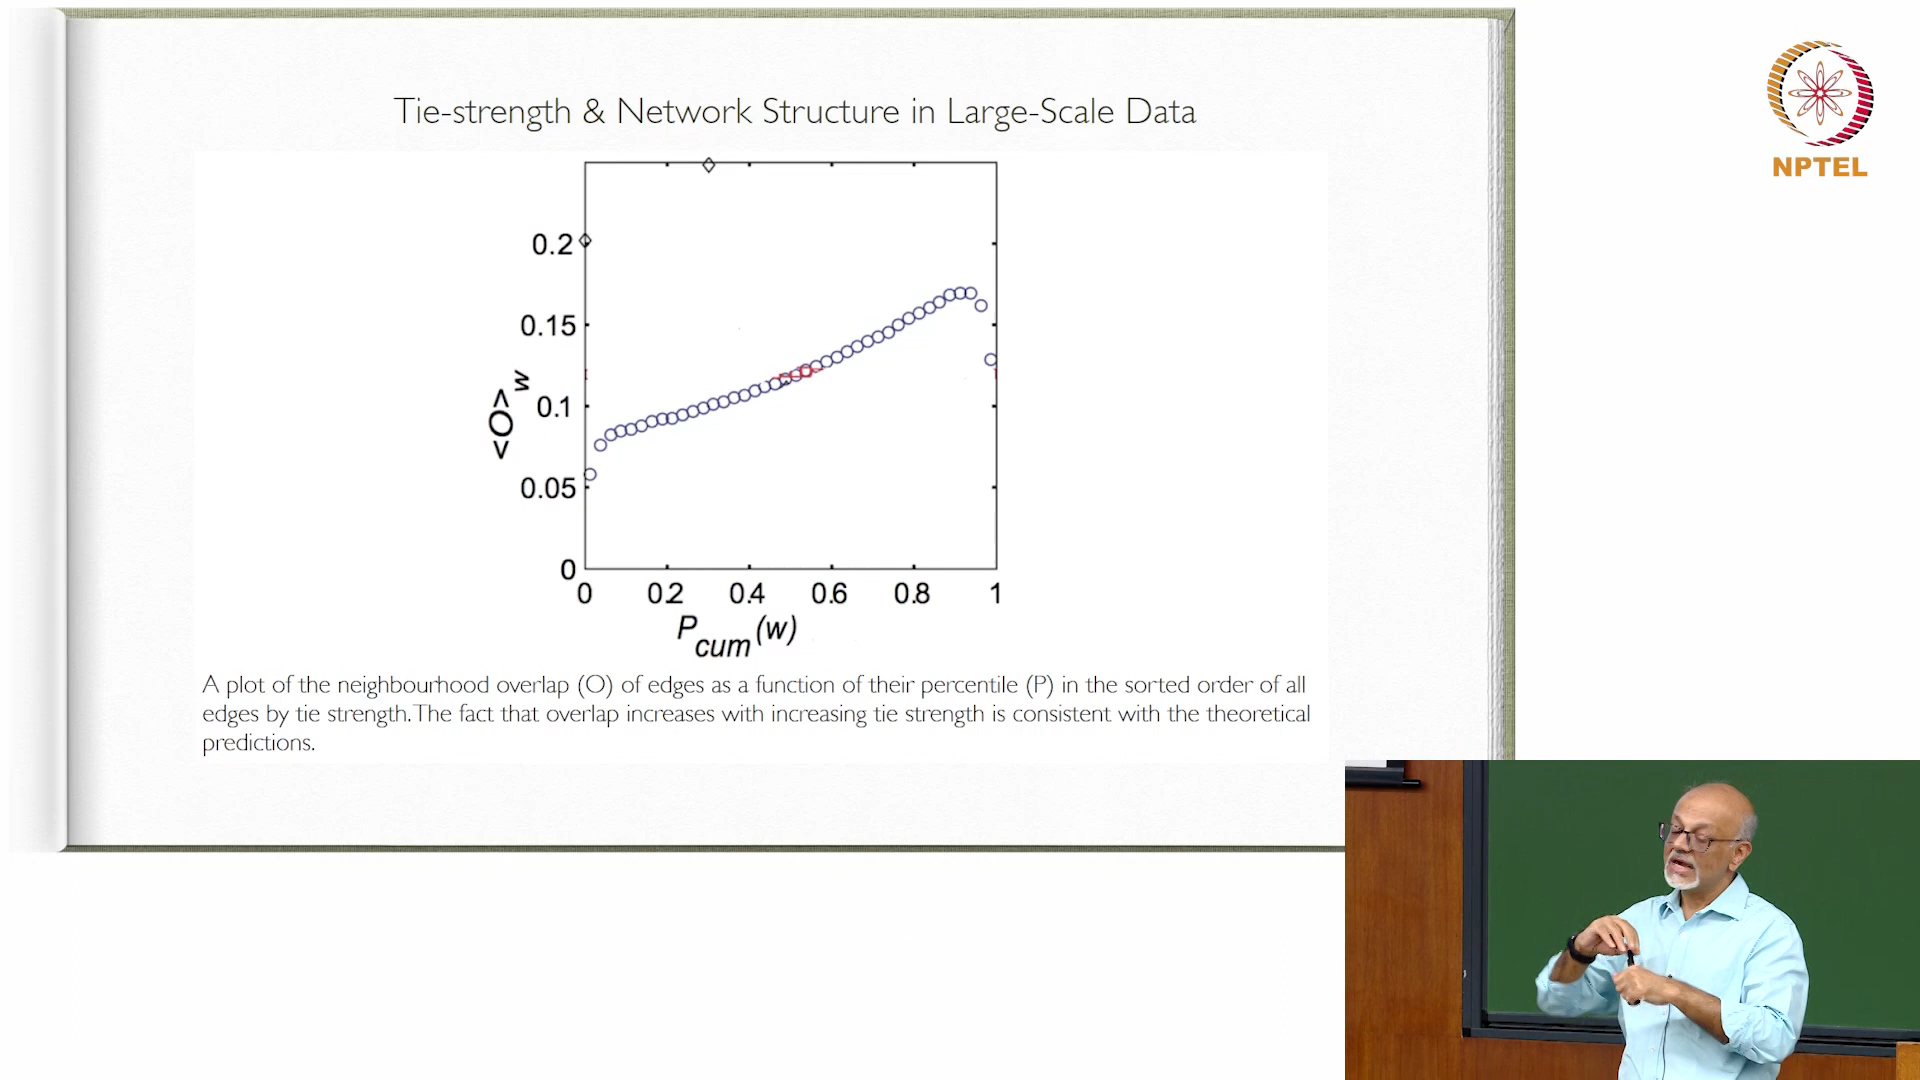 Tie-strength & Network Structure in Large-Scale Data
NPTEL
0.2
0.15
0.1
0.05
0
<O>w
0 0.2 0.4 0.6 0.8 1
Pcum(w)
A plot of the neighbourhood overlap (O) of edges as a function of their percentile (P) in the sorted order of all
edges by tie strength. The fact that overlap increases with increasing tie strength is consistent with the theoretical
predictions.